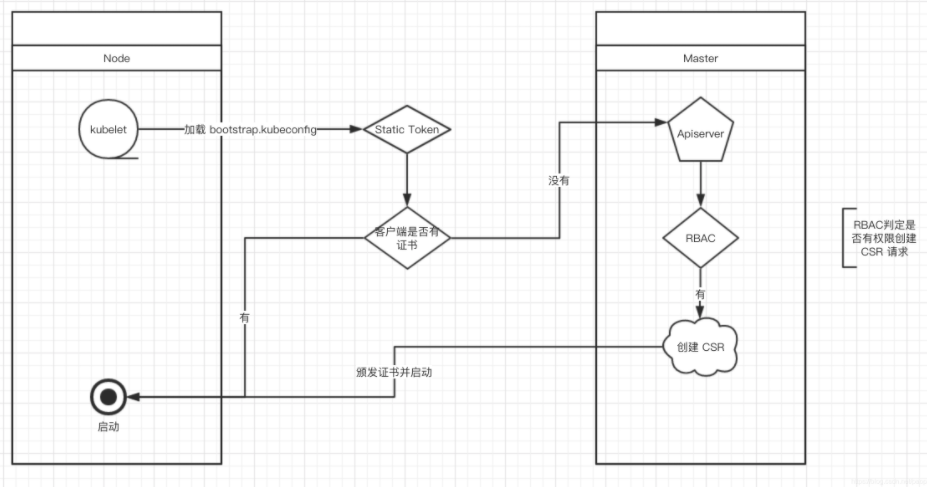 Node
Master
kubelet
加载 bootstrap.kubeconfig
Static Token
Apiserver
没有
客户端是否有
证书
RBAC
RBAC判定是
否有权限创建
CSR 请求
有
有
创建 CSR
颁发证书并启动
启动